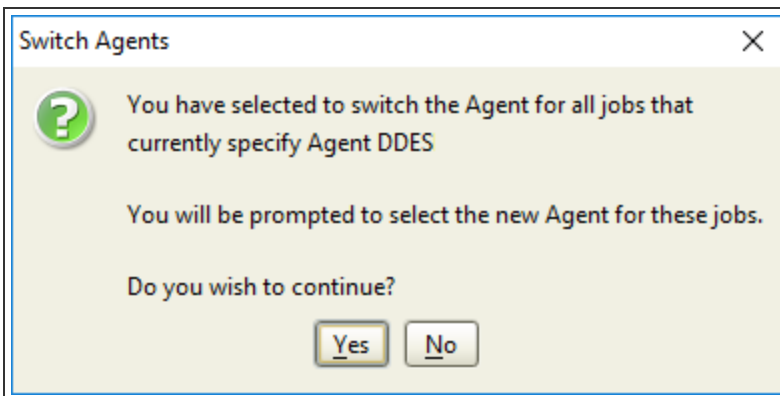 Switch Agents
You have selected to switch the Agent for all jobs that
currently specify Agent DDES
You will be prompted to select the new Agent for these jobs.
Do you wish to continue?
Yes No